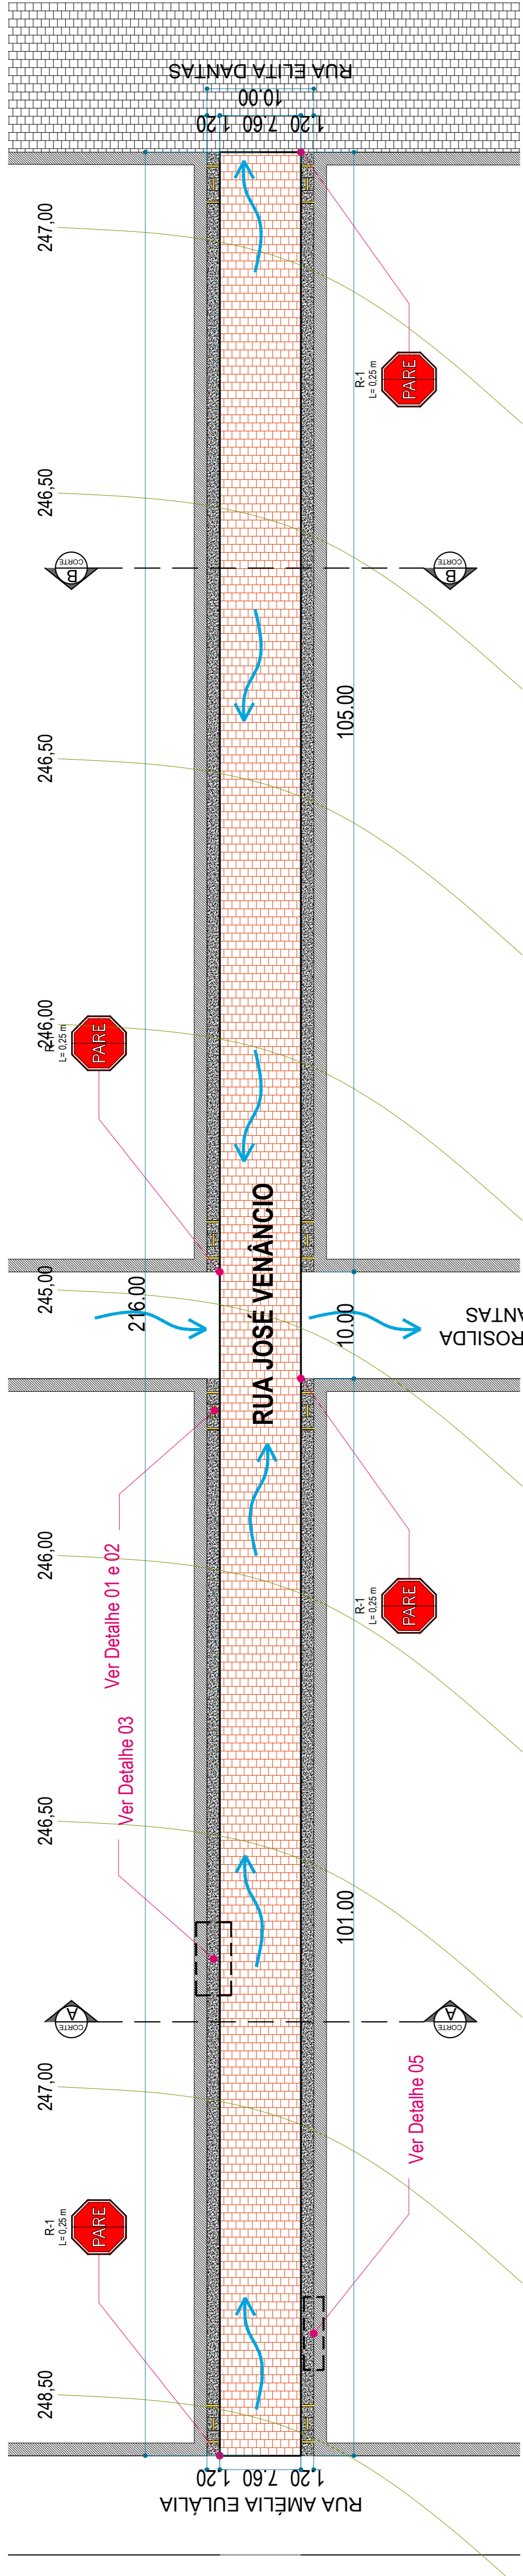 RUA ELITA DANTAS
10.00
1.20 7.60 1.20
247,00
R-1
L= 0,25 m
PARE
246,50
CORTE
B
CORTE
B
105.00
246,50
246,00
R-1
L= 0,25 m
PARE
RUA JOSÉ VENÂNCIO
245,00
216.00
10.00
ROSILDA
ANTAS
Ver Detalhe 01 e 02
246,00
R-1
L= 0,25 m
PARE
Ver Detalhe 03
246,50
101.00
CORTE
A
CORTE
A
247,00
Ver Detalhe 05
R-1
L= 0,25 m
PARE
248,50
1.20 7.60 1.20
RUA AMÉLIA EULÁLIA